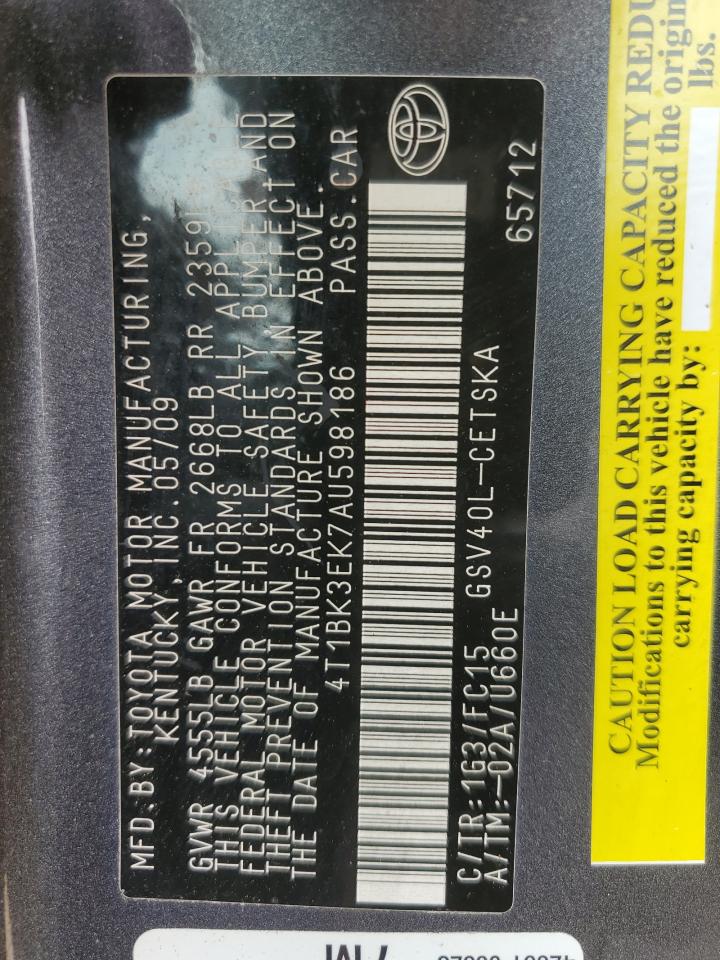 MFD.BY:TOYOTA MOTOR MANUFACTURING,
KENTUCKY, INC.05/09
GVWR 4555LB GAWR FR 2668LB RR 2359LB
THIS VEHICLE CONFORMS TO ALL APPLICABLE
FEDERAL MOTOR VEHICLE SAFETY BUMPER AND
THEFT PREVENTION STANDARDS IN EFFECT ON
THE DATE OF MANUFACTURE SHOWN ABOVE.
4T1BK3EK7AU598186 PASS.CAR
C/TR:1G3/FC15 GSV40L-CETSKA
A/TM:-02A/U660E 65712
CAUTION LOAD CARRYING CAPACITY REDU
Modifications to this vehicle have reduced the origin
carrying capacity by: lbs.